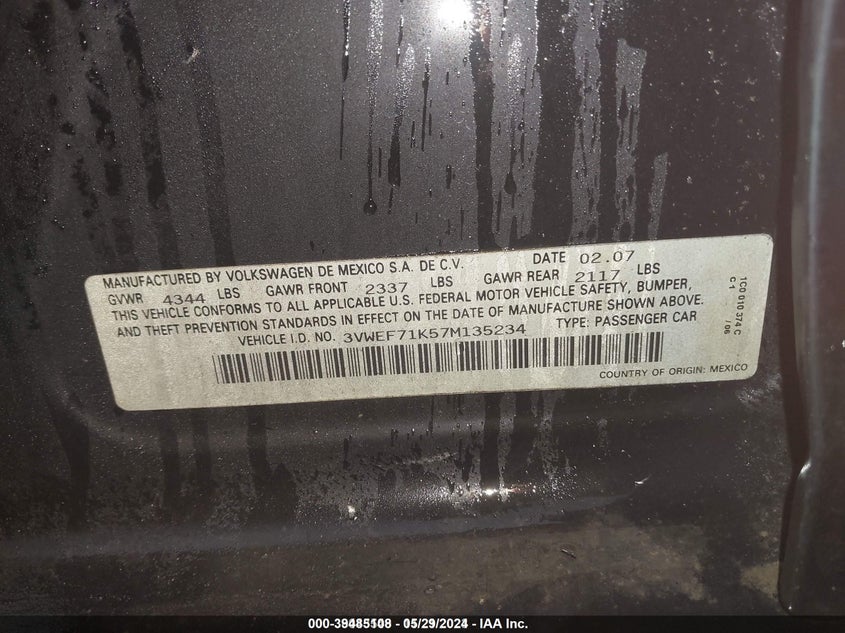 MANUFACTURED BY VOLKSWAGEN DE MEXICO S.A. DE C.V. DATE 02.07
GVWR 4344 LBS GAWR FRONT 2337 LBS GAWR REAR 2117 LBS
THIS VEHICLE CONFORMS TO ALL APPLICABLE U.S. FEDERAL MOTOR VEHICLE SAFETY, BUMPER,
AND THEFT PREVENTION STANDARDS IN EFFECT ON THE DATE OF MANUFACTURE SHOWN ABOVE.
VEHICLE I.D. NO. 3VWEF71K57M135234 TYPE: PASSENGER CAR
COUNTRY OF ORIGIN: MEXICO
1C0 010 374 C
C1 / 06
05/29/2024 - IAA Inc.